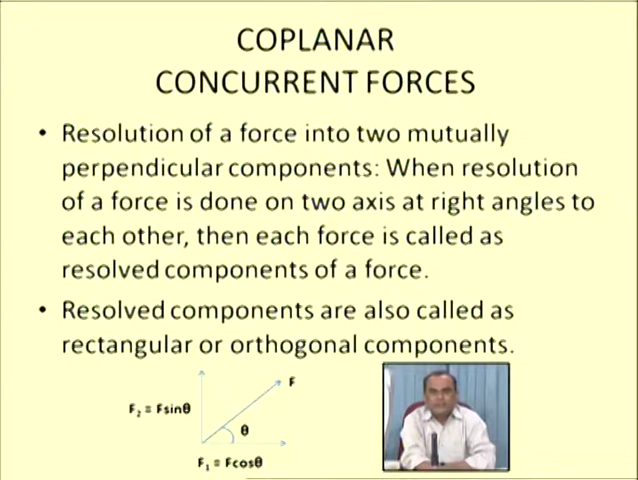 COPLANAR
CONCURRENT FORCES
• Resolution of a force into two mutually
perpendicular components: When resolution
of a force is done on two axis at right angles to
each other, then each force is called as
resolved components of a force.
• Resolved components are also called as
rectangular or orthogonal components.
F
F₂ = Fsinθ
θ
F₁ = Fcosθ